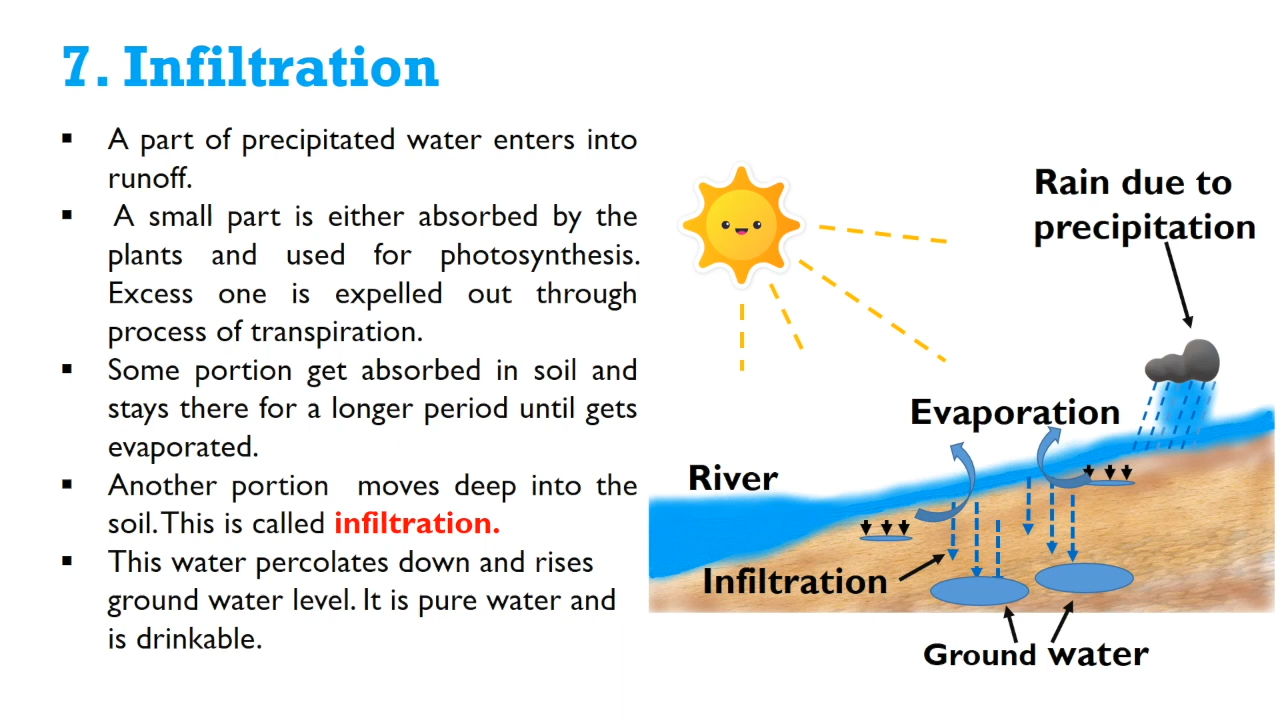 7. Infiltration
▪ A part of precipitated water enters into
runoff.
▪ A small part is either absorbed by the
plants and used for photosynthesis.
Excess one is expelled out through
process of transpiration.
▪ Some portion get absorbed in soil and
stays there for a longer period until gets
evaporated.
▪ Another portion moves deep into the
soil. This is called infiltration.
▪ This water percolates down and rises
ground water level. It is pure water and
is drinkable.
Rain due to
precipitation
Evaporation
River
Infiltration
Ground water